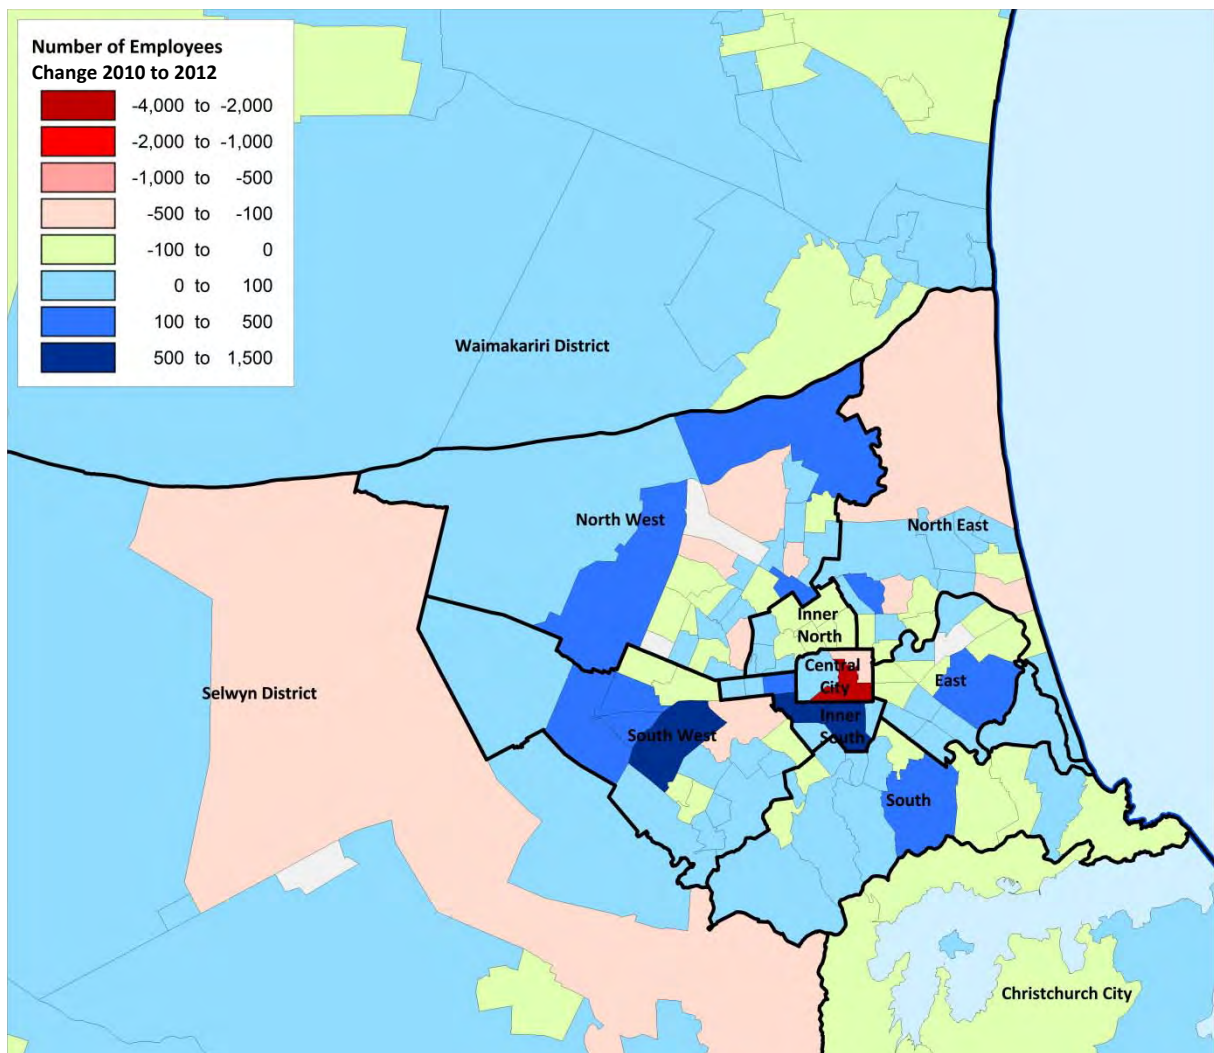 Number of Employees
Change 2010 to 2012
-4,000 to -2,000
-2,000 to -1,000
-1,000 to -500
-500 to -100
-100 to 0
0 to 100
100 to 500
500 to 1,500
Waimakariri District
North West
North East
Inner
North
Central
City
East
Selwyn District
South West
Inner
South
South
Christchurch City